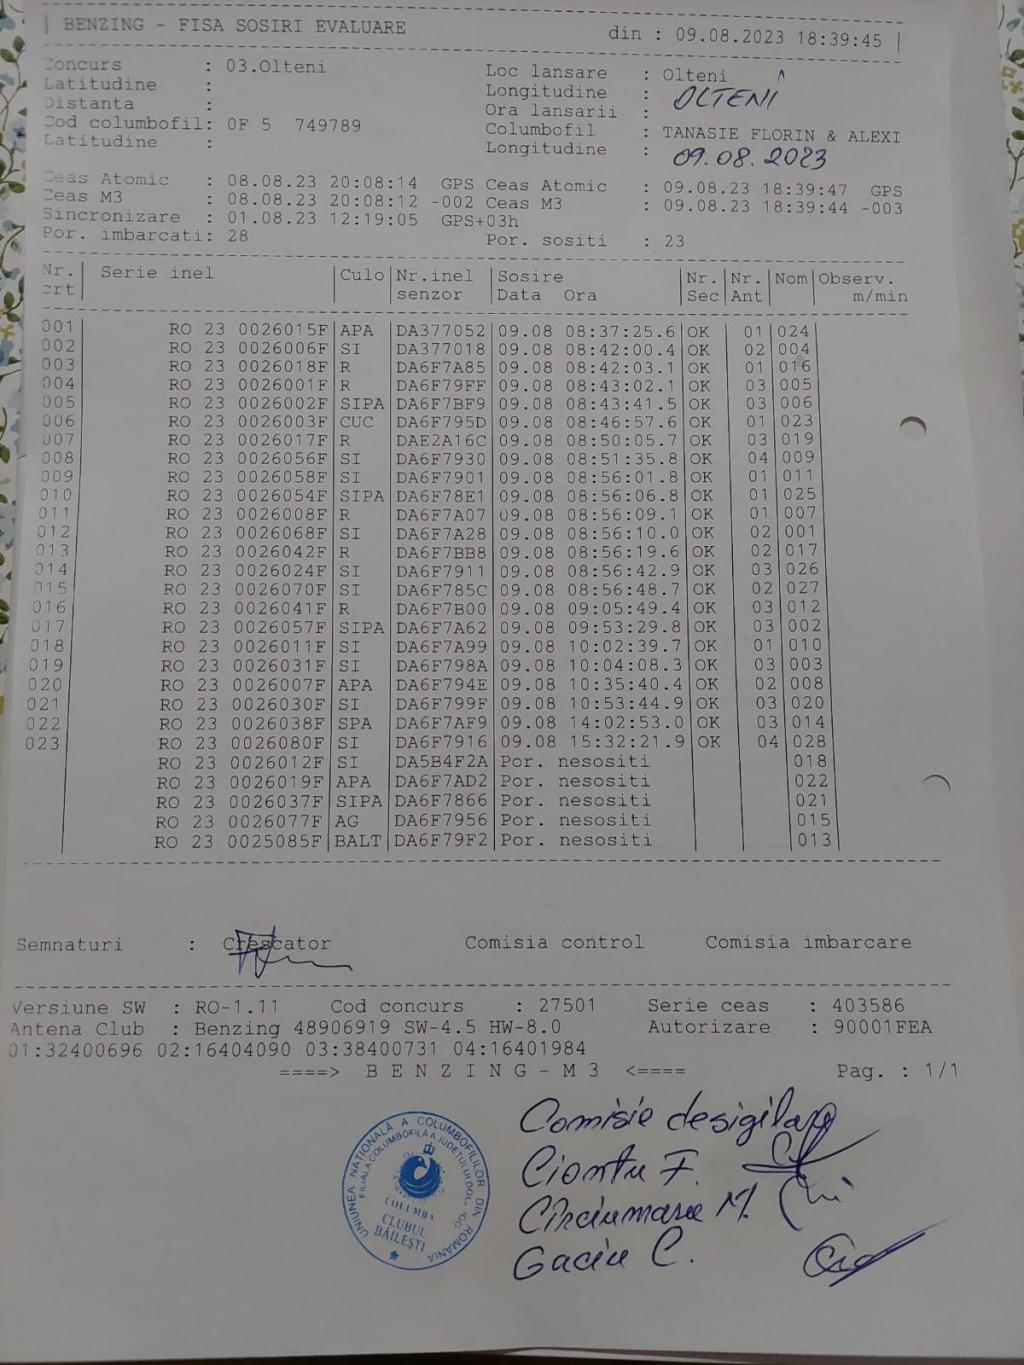 | BENZING - FISA SOSIRI EVALUARE din : 09.08.2023 18:39:45 |
Concurs : 03.Olteni Loc lansare : Olteni
Latitudine : Longitudine : OLTENI
Distanta : Ora lansarii :
Cod columbofil: OF 5 749789 Columbofil : TANASIE FLORIN & ALEXI
Latitudine : Longitudine : 09.08.2023
Ceas Atomic : 08.08.23 20:08:14 GPS Ceas Atomic : 09.08.23 18:39:47 GPS
Ceas M3 : 08.08.23 20:08:12 -002 Ceas M3 : 09.08.23 18:39:44 -003
Sincronizare : 01.08.23 12:19:05 GPS+03h
Por. imbarcati: 28 Por. sositi : 23
Nr. | Serie inel | Culo | Nr.inel | Sosire | Nr. | Nr. | Nom | Observ.
crt | senzor | Data Ora | Sec | Ant | m/min
001 | RO 23 0026015F | APA | DA377052 | 09.08 08:37:25.6 | OK | 01 | 024
002 | RO 23 0026006F | SI | DA377018 | 09.08 08:42:00.4 | OK | 02 | 004
003 | RO 23 0026018F | R | DA6F7A85 | 09.08 08:42:03.1 | OK | 01 | 016
004 | RO 23 0026001F | R | DA6F79FF | 09.08 08:43:02.1 | OK | 03 | 005
005 | RO 23 0026002F | SIPA | DA6F7BF9 | 09.08 08:43:41.5 | OK | 03 | 006
006 | RO 23 0026003F | CUC | DA6F795D | 09.08 08:46:57.6 | OK | 01 | 023
007 | RO 23 0026017F | R | DAE2A16C | 09.08 08:50:05.7 | OK | 03 | 019
008 | RO 23 0026056F | SI | DA6F7930 | 09.08 08:51:35.8 | OK | 04 | 009
009 | RO 23 0026058F | SI | DA6F7901 | 09.08 08:56:01.8 | OK | 01 | 011
010 | RO 23 0026054F | SIPA | DA6F78E1 | 09.08 08:56:06.8 | OK | 01 | 025
011 | RO 23 0026008F | R | DA6F7A07 | 09.08 08:56:09.1 | OK | 01 | 007
012 | RO 23 0026068F | SI | DA6F7A28 | 09.08 08:56:10.0 | OK | 02 | 001
013 | RO 23 0026042F | R | DA6F7BB8 | 09.08 08:56:19.6 | OK | 02 | 017
014 | RO 23 0026024F | SI | DA6F7911 | 09.08 08:56:42.9 | OK | 03 | 026
015 | RO 23 0026070F | SI | DA6F785C | 09.08 08:56:48.7 | OK | 02 | 027
016 | RO 23 0026041F | R | DA6F7B00 | 09.08 09:05:49.4 | OK | 03 | 012
017 | RO 23 0026057F | SIPA | DA6F7A62 | 09.08 09:53:29.8 | OK | 03 | 002
018 | RO 23 0026011F | SI | DA6F7A99 | 09.08 10:02:39.7 | OK | 01 | 010
019 | RO 23 0026031F | SI | DA6F798A | 09.08 10:04:08.3 | OK | 03 | 003
020 | RO 23 0026007F | APA | DA6F794E | 09.08 10:35:40.4 | OK | 02 | 008
021 | RO 23 0026030F | SI | DA6F799F | 09.08 10:53:44.9 | OK | 03 | 020
022 | RO 23 0026038F | SPA | DA6F7AF9 | 09.08 14:02:53.0 | OK | 03 | 014
023 | RO 23 0026080F | SI | DA6F7916 | 09.08 15:32:21.9 | OK | 04 | 028
RO 23 0026012F | SI | DA5B4F2A | Por. nesositi | 018
RO 23 0026019F | APA | DA6F7AD2 | Por. nesositi | 022
RO 23 0026037F | SIPA | DA6F7866 | Por. nesositi | 021
RO 23 0026077F | AG | DA6F7956 | Por. nesositi | 015
RO 23 0025085F | BALT | DA6F79F2 | Por. nesositi | 013
Semnaturi : Crescator Comisia control Comisia imbarcare
Versiune SW : RO-1.11 Cod concurs : 27501 Serie ceas : 403586
Antena Club : Benzing 48906919 SW-4.5 HW-8.0 Autorizare : 90001FEA
01:32400696 02:16404090 03:38400731 04:16401984
====> B E N Z I N G - M 3 <==== Pag. : 1/1
Comisie desigilare
Ciontu F.
Cîrciumaru M.
Gaciu C.
UNIUNEA NAȚIONALĂ A COLUMBOFILILOR DIN ROMÂNIA
FILIALA COLUMBOFILĂ A JUDEȚULUI DOLJ
COLUMBA
CLUBUL
BĂILEȘTI